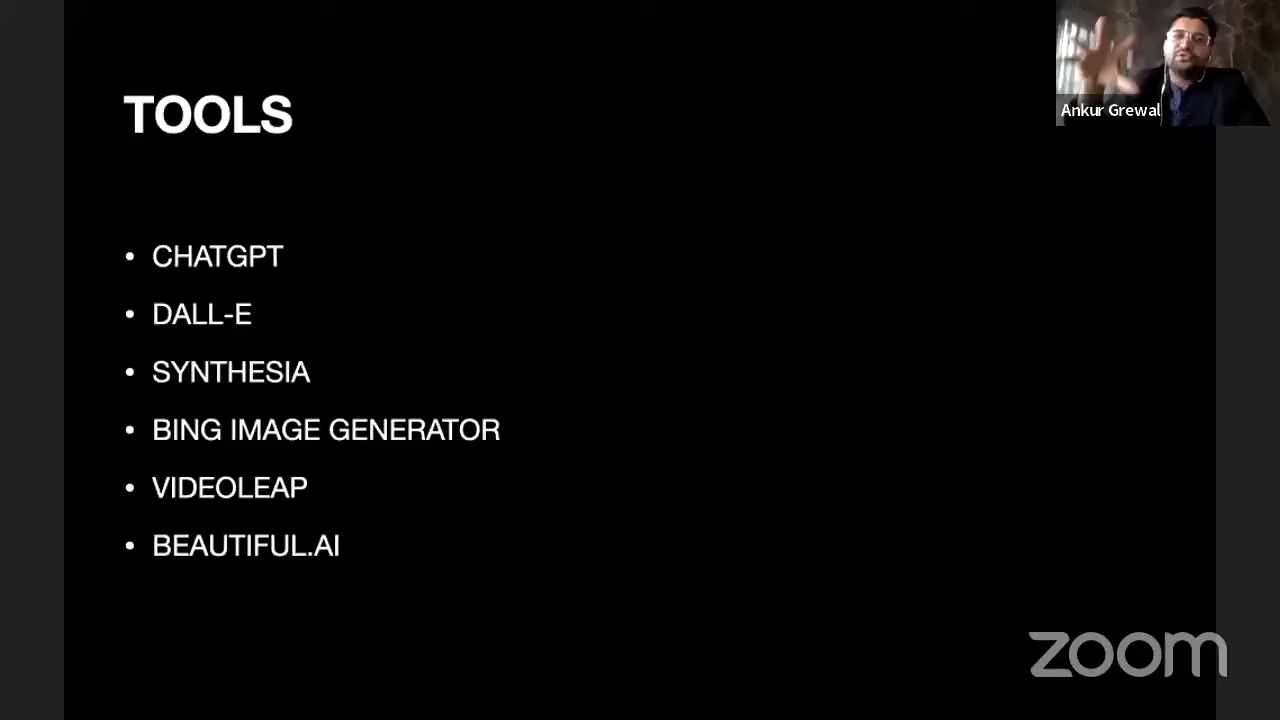 TOOLS
Ankur Grewal
• CHATGPT
• DALL-E
• SYNTHESIA
• BING IMAGE GENERATOR
• VIDEOLEAP
• BEAUTIFUL.AI
zoom